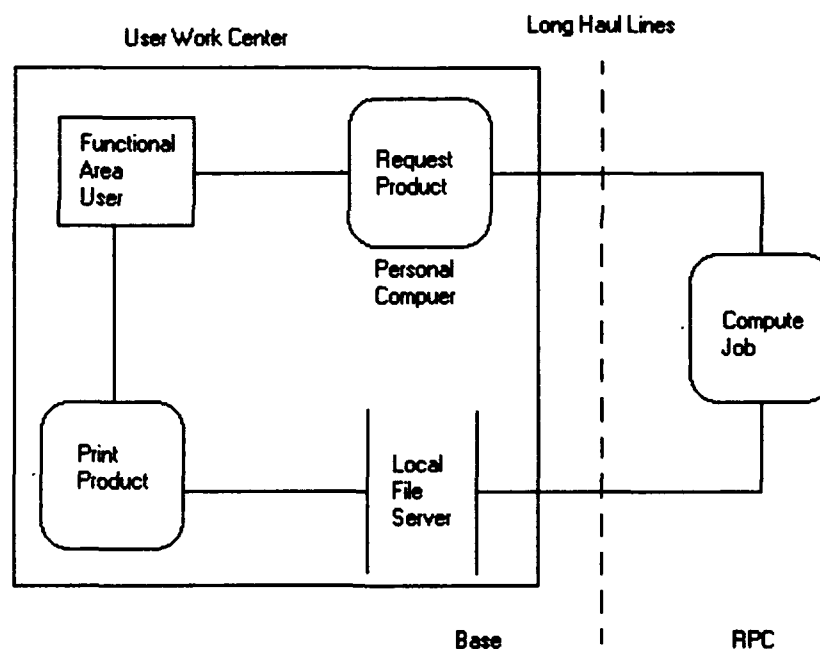 User Work Center
Long Haul Lines
Functional
Area
User
Request
Product
Personal
Compuer
Compute
Job
Print
Product
Local
File
Server
Base
RPC